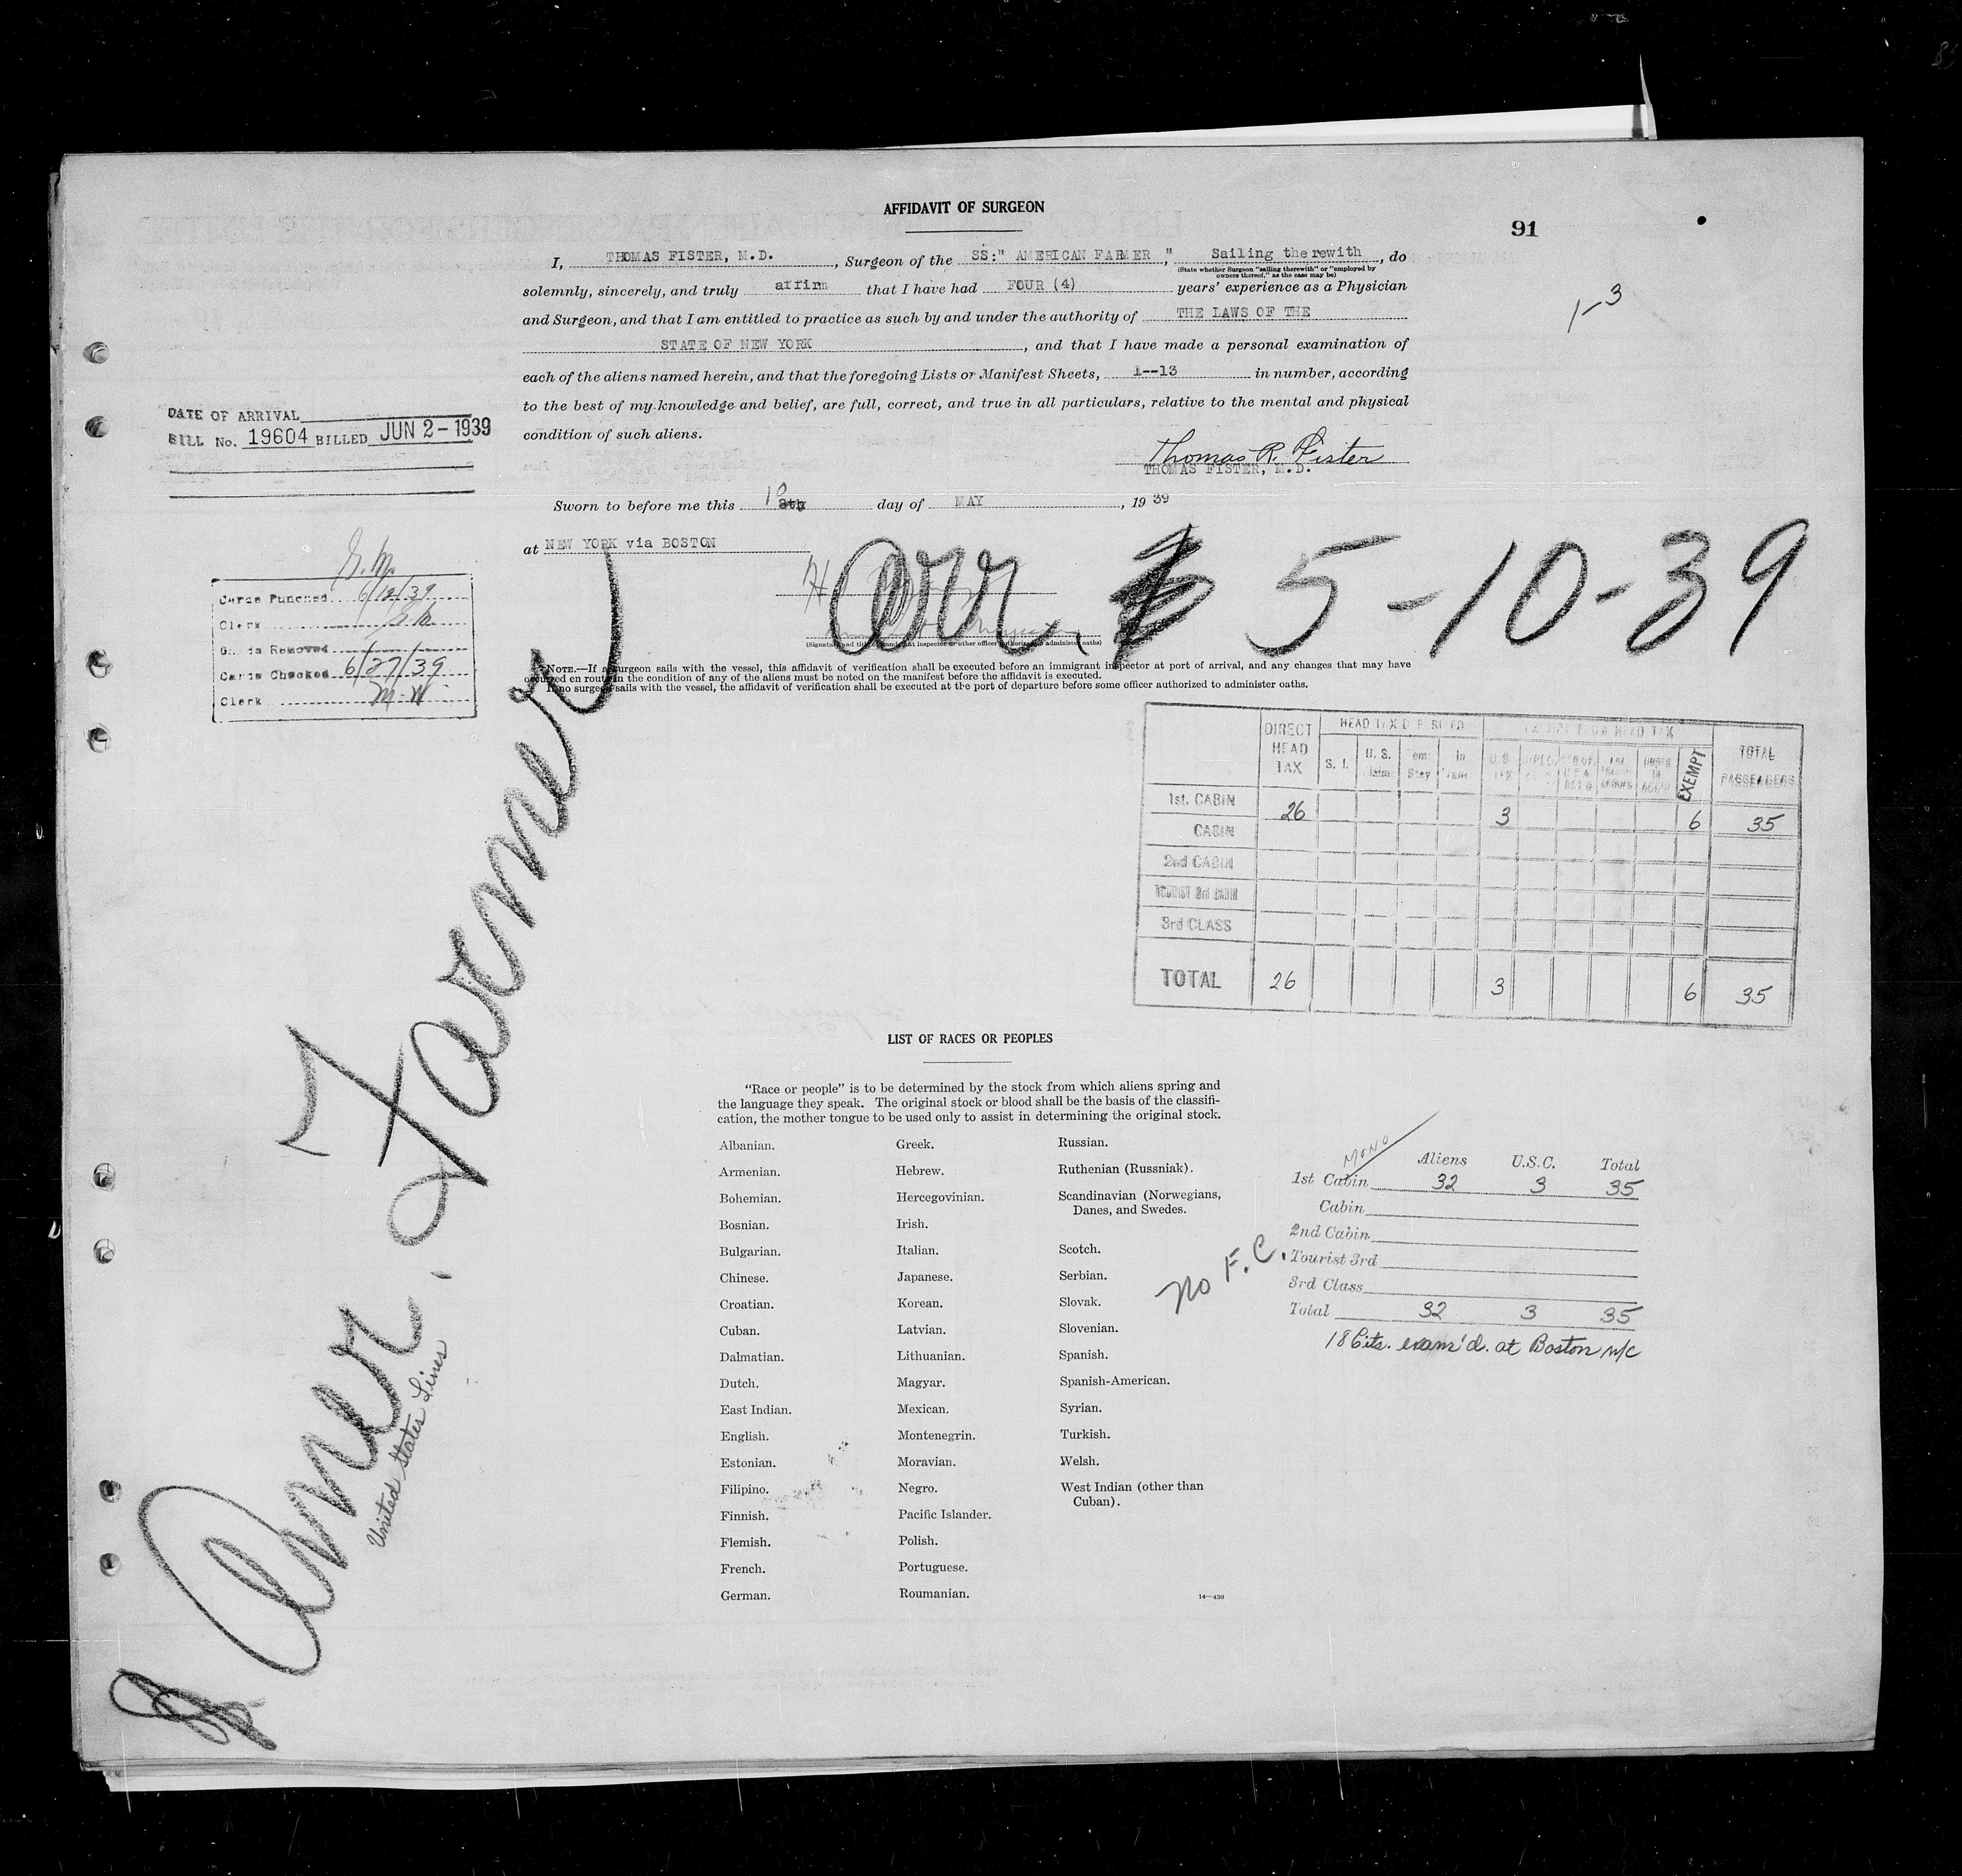 AFFIDAVIT OF SURGEON
91
I, THOMAS FISTER, M.D., Surgeon of the SS:" AMERICAN FARMER ," Sailing therewith, do
(State whether Surgeon "sailing therewith" or "employed by
owners thereof," as the case may be)
solemnly, sincerely, and truly affirm that I have had FOUR (4) years' experience as a Physician
1-3
and Surgeon, and that I am entitled to practice as such by and under the authority of THE LAWS OF THE
STATE OF NEW YORK, and that I have made a personal examination of
each of the aliens named herein, and that the foregoing Lists or Manifest Sheets, 1--13 in number, according
to the best of my knowledge and belief, are full, correct, and true in all particulars, relative to the mental and physical
condition of such aliens.
DATE OF ARRIVAL
BILL No. 19604 BILLED JUN 2-1939
Thomas R. Fister
THOMAS FISTER, M.D.
Sworn to before me this 10 8th day of MAY, 1939
at NEW YORK via BOSTON
Arr. 5-10-39
G.M.
Cards Punched 6/12/39
Clerk G.M.
Cards Removed
Cards Checked 6/27/39
Clerk M-W
NOTE.—If a surgeon sails with the vessel, this affidavit of verification shall be executed before an immigrant inspector at port of arrival, and any changes that may have
occurred en route in the condition of any of the aliens must be noted on the manifest before the affidavit is executed.
If no surgeon sails with the vessel, the affidavit of verification shall be executed at the port of departure before some officer authorized to administer oaths.
Amer. Farmer
United States Lines
DIRECT HEAD TAX
HEAD TAX DEPOSITED
EXEMPT FROM HEAD TAX
TOTAL PASSENGERS
S. I.
U. S.
Stay
in
U S
EXEMPT
1st. CABIN 26 3 6 35
CABIN
2nd CABIN
TOURIST 3rd CABIN
3rd CLASS
TOTAL 26 3 6 35
LIST OF RACES OR PEOPLES
"Race or people" is to be determined by the stock from which aliens spring and
the language they speak. The original stock or blood shall be the basis of the classifi-
cation, the mother tongue to be used only to assist in determining the original stock.
Albanian.
Armenian.
Bohemian.
Bosnian.
Bulgarian.
Chinese.
Croatian.
Cuban.
Dalmatian.
Dutch.
East Indian.
English.
Estonian.
Filipino.
Finnish.
Flemish.
French.
German.
Greek.
Hebrew.
Hercegovinian.
Irish.
Italian.
Japanese.
Korean.
Latvian.
Lithuanian.
Magyar.
Mexican.
Montenegrin.
Moravian.
Negro.
Pacific Islander.
Polish.
Portuguese.
Roumanian.
Russian.
Ruthenian (Russniak).
Scandinavian (Norwegians,
Danes, and Swedes.
Scotch.
Serbian.
Slovak.
Slovenian.
Spanish.
Spanish-American.
Syrian.
Turkish.
Welsh.
West Indian (other than
Cuban).
14—430
MONO
Aliens U.S.C. Total
1st Cabin 32 3 35
Cabin
2nd Cabin
Tourist 3rd
3rd Class
Total 32 3 35
No F.C.
18 Cits. exam'd. at Boston